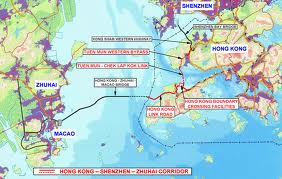 SHENZHEN
SHENZHEN BAY BRIDGE
KONG SHAM WESTERN HIGHWAY
HONG KONG
TUEN MUN WESTERN BYPASS
TUEN MUN - CHEK LAP KOK LINK
ZHUHAI
HONG KONG - ZHUHAI
MACAO BRIDGE
HONG KONG BOUNDARY
CROSSING FACILITIES
HONG KONG
LINK ROAD
MACAO
HONG KONG – SHENZHEN – ZHUHAI CORRIDOR